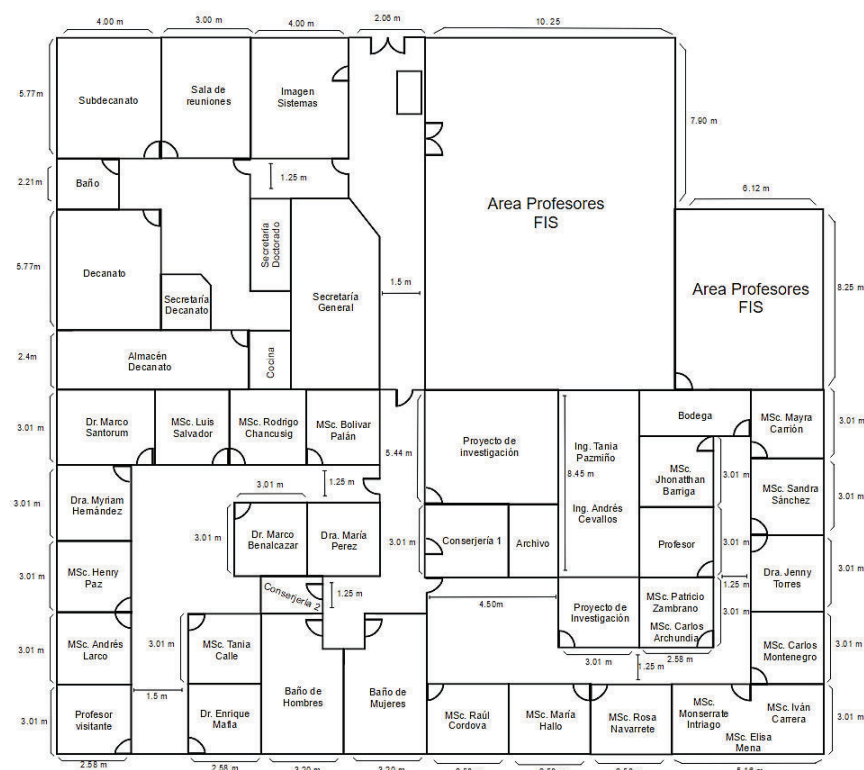 4.00 m
3.00 m
4.00 m
2.06 m
10.25
5.77m
Subdecanato
Sala de
reuniones
Imagen
Sistemas
7.90 m
2.21m
Baño
1.25 m
6.12 m
Area Profesores
FIS
5.77m
Decanato
Secretaría
Doctorado
Secretaría
Decanato
Secretaría
General
1.5 m
Area Profesores
FIS
8.25 m
2.4m
Almacén
Decanato
Cocina
3.01 m
Dr. Marco
Santorum
MSc. Luis
Salvador
MSc. Rodrigo
Chancusig
MSc. Bolivar
Palán
5.44 m
Proyecto de
investigación
Ing. Tania
Pazmiño
8.45 m
Ing. Andrés
Cevallos
Bodega
MSc. Mayra
Carrión
3.01 m
3.01 m
Dra. Myriam
Hernández
3.01 m
1.25 m
MSc.
Jhonatthan
Barriga
3.01 m
MSc. Sandra
Sánchez
3.01 m
3.01 m
Dr. Marco
Benalcazar
Dra. María
Perez
3.01 m
Conserjería 1
Archivo
Profesor
3.01 m
Dra. Jenny
Torres
3.01 m
3.01 m
MSc. Henry
Paz
Conserjería 2
1.25 m
4.50m
Proyecto de
Investigación
MSc. Patricio
Zambrano
MSc. Carlos
Archundia
1.25 m
3.01 m
3.01 m
MSc. Andrés
Larco
3.01 m
MSc. Tania
Calle
3.01 m
2.58 m
1.25 m
MSc. Carlos
Montenegro
3.01 m
3.01 m
Profesor
visitante
1.5 m
Dr. Enrique
Mafla
Baño de
Hombres
Baño de
Mujeres
MSc. Raúl
Cordova
MSc. María
Hallo
MSc. Rosa
Navarrete
MSc.
Monserrate
Intriago
MSc. Iván
Carrera
MSc. Elisa
Mena
3.01 m
2.58 m
2.58 m
3.20 m
3.20 m